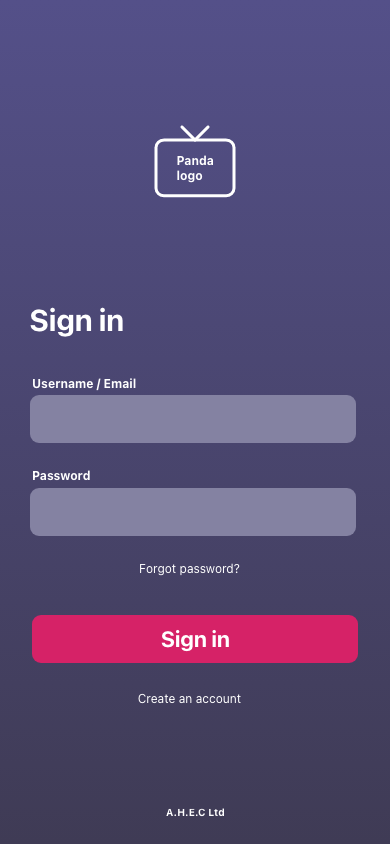 Panda
logo
Sign in
Username / Email
Password
Forgot password?
Sign in
Create an account
A.H.E.C Ltd